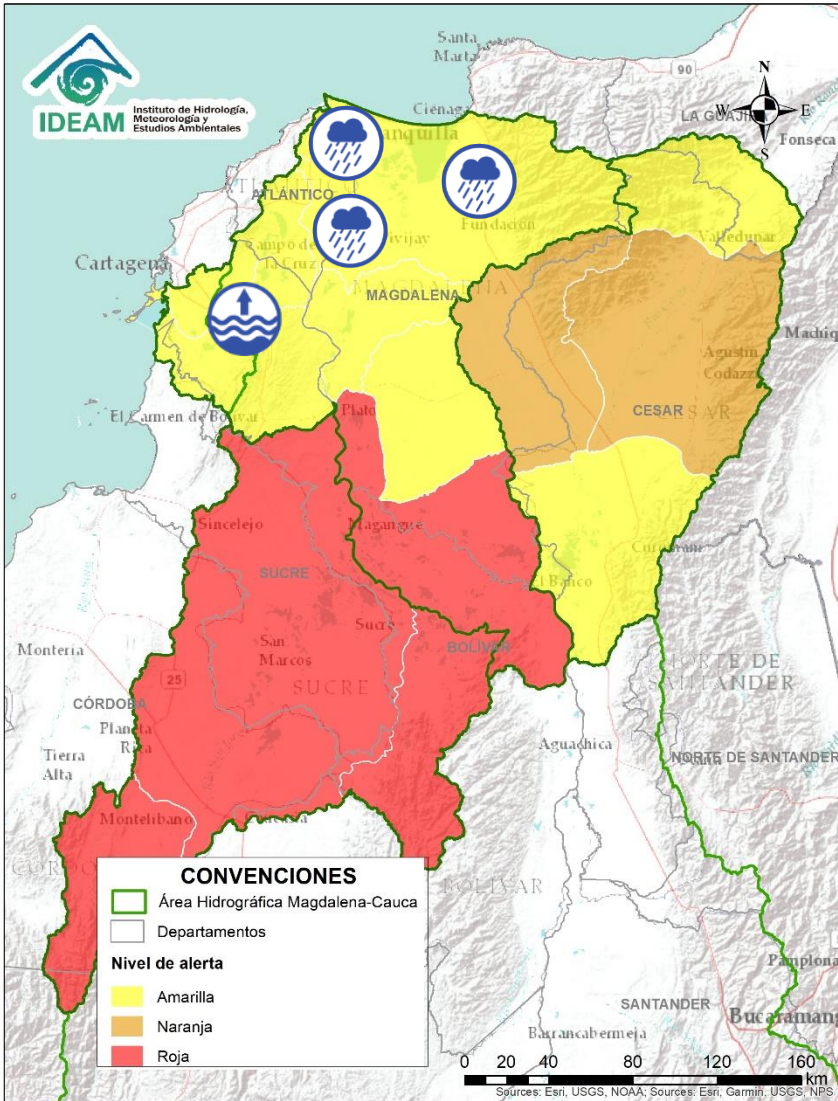 IDEAM
Instituto de Hidrología,
Meteorología y
Estudios Ambientales
Santa
Marta
90
N
W
E
S
LA GUAJIRA
Fonseca
Ciénaga
ATLÁNTICO
Fundación
Valledupar
Cartagena
MAGDALENA
Agustín
Codazzi
CESAR
El Carmen de Bolívar
Plato
Sincelejo
Magangué
SUCRE
El Banco
Sucre
San
Marcos
BOLÍVAR
SUCRE
Montería
25
CÓRDOBA
Planeta
Rica
Tierra
Alta
NORTE DE
SANTANDER
Aguachica
NORTE DE SANTANDER
Montelíbano
BOLÍVAR
CONVENCIONES
Área Hidrográfica Magdalena-Cauca
Departamentos
Nivel de alerta
Amarilla
Naranja
Roja
Pamplona
SANTANDER
Bucaramang
Barrancabermeja
0 20 40 80 120 160
km
Sources: Esri, USGS, NOAA; Sources: Esri, Garmin, USGS, NPS